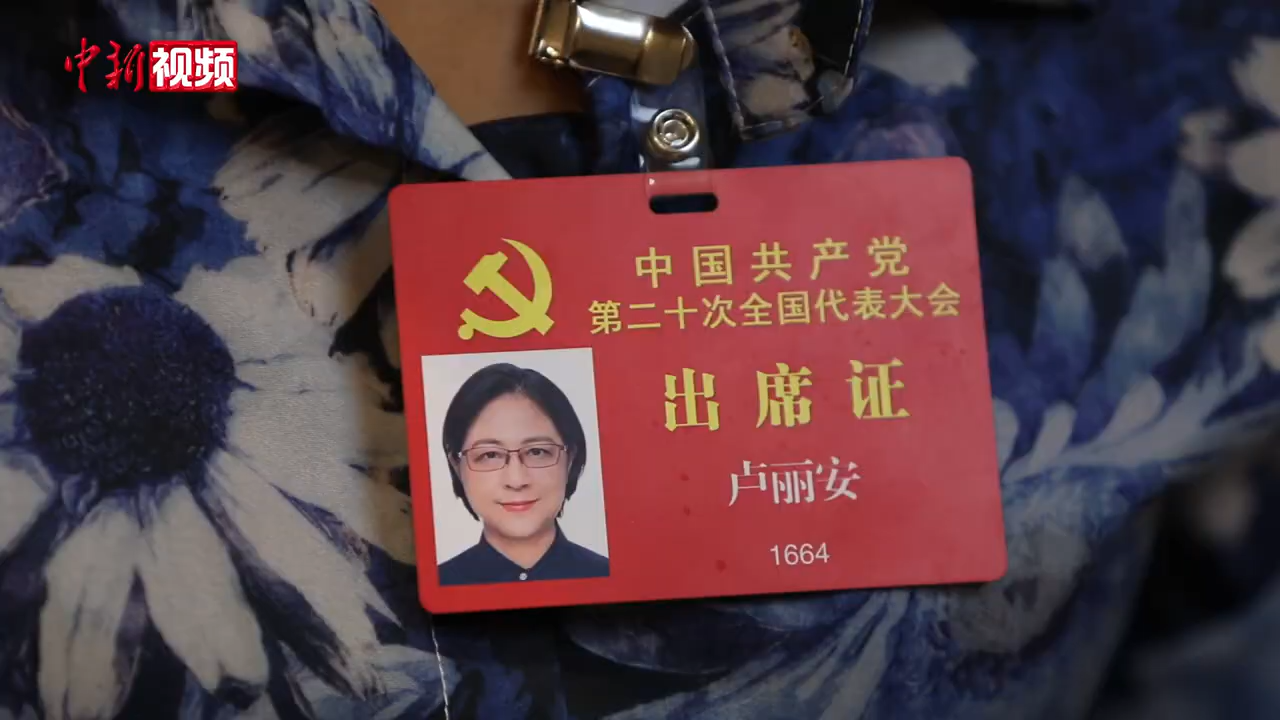 中新视频
中国共产党
第二十次全国代表大会
出席证
卢丽安
1664